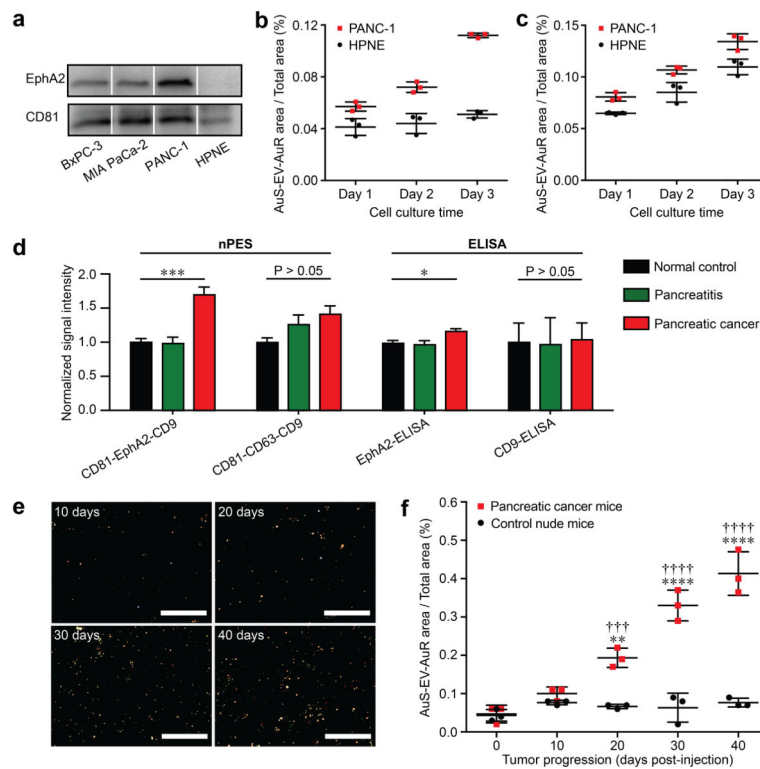 a
EphA2
CD81
BxPC-3
MIA PaCa-2
PANC-1
HPNE
b
AuS-EV-AuR area / Total area (%)
0.12
0.08
0.04
0.00
PANC-1
HPNE
Day 1 Day 2 Day 3
Cell culture time
c
AuS-EV-AuR area / Total area (%)
0.15
0.10
0.05
0.00
PANC-1
HPNE
Day 1 Day 2 Day 3
Cell culture time
d
nPES ELISA
Normalized signal intensity
2.0
1.5
1.0
0.5
0.0
*** P > 0.05 * P > 0.05
CD81-EphA2-CD9
CD81-CD63-CD9
EphA2-ELISA
CD9-ELISA
Normal control
Pancreatitis
Pancreatic cancer
e
10 days 20 days
30 days 40 days
f
AuS-EV-AuR area / Total area (%)
0.6
0.5
0.4
0.3
0.2
0.1
0.0
Pancreatic cancer mice
Control nude mice
†††
**
††††
****
††††
****
0 10 20 30 40
Tumor progression (days post-injection)